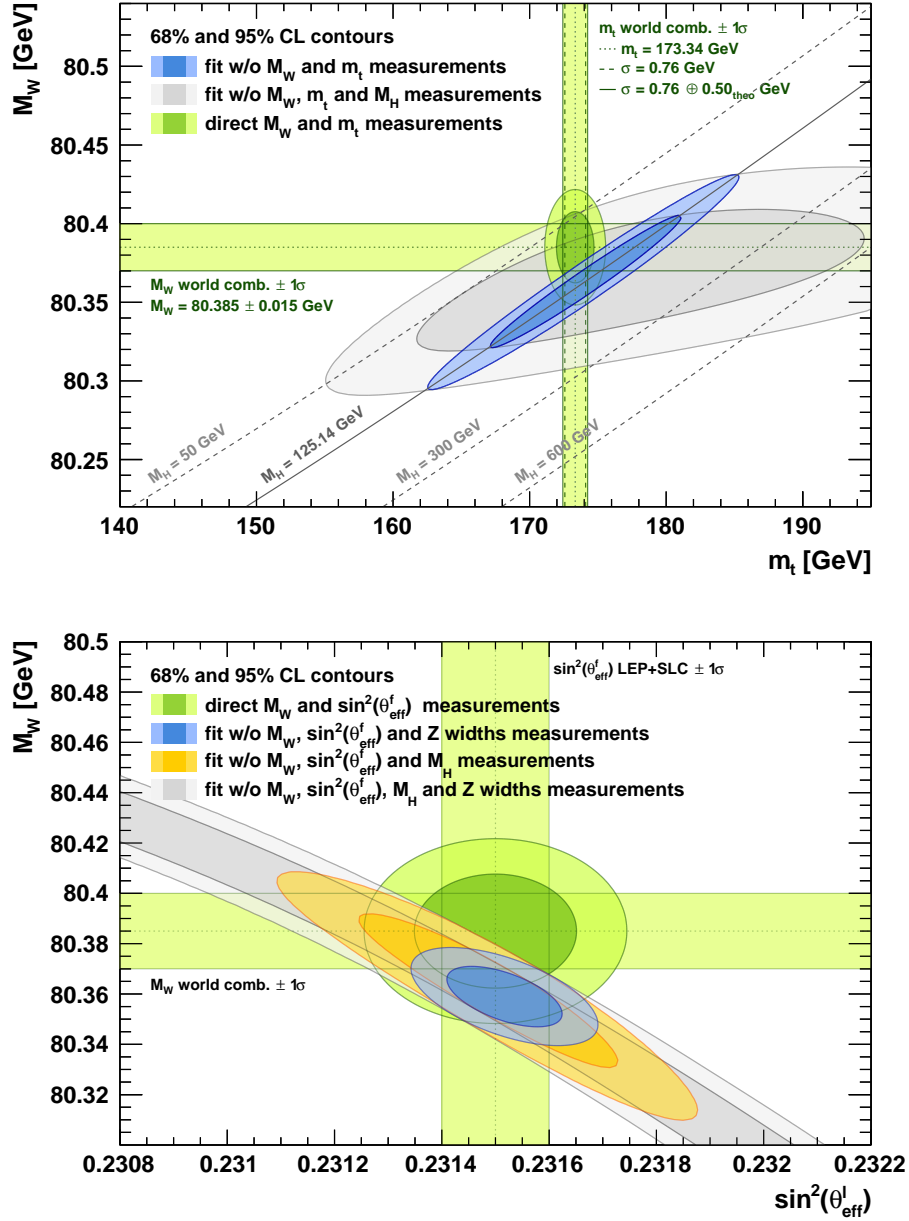 M_W [GeV]
80.5
80.45
80.4
80.35
80.3
80.25
68% and 95% CL contours
fit w/o M_W and m_t measurements
fit w/o M_W, m_t and M_H measurements
direct M_W and m_t measurements
m_t world comb. ± 1σ
m_t = 173.34 GeV
σ = 0.76 GeV
σ = 0.76 ⊕ 0.50_theo GeV
M_W world comb. ± 1σ
M_W = 80.385 ± 0.015 GeV
M_H = 50 GeV
M_H = 125.14 GeV
M_H = 300 GeV
M_H = 600 GeV
140 150 160 170 180 190
m_t [GeV]
M_W [GeV]
80.5
80.48
80.46
80.44
80.42
80.4
80.38
80.36
80.34
80.32
68% and 95% CL contours
direct M_W and sin²(θ^f_eff) measurements
fit w/o M_W, sin²(θ^f_eff) and Z widths measurements
fit w/o M_W, sin²(θ^f_eff) and M_H measurements
fit w/o M_W, sin²(θ^f_eff), M_H and Z widths measurements
sin²(θ^f_eff) LEP+SLC ± 1σ
M_W world comb. ± 1σ
0.2308 0.231 0.2312 0.2314 0.2316 0.2318 0.232 0.2322
sin²(θ^l_eff)